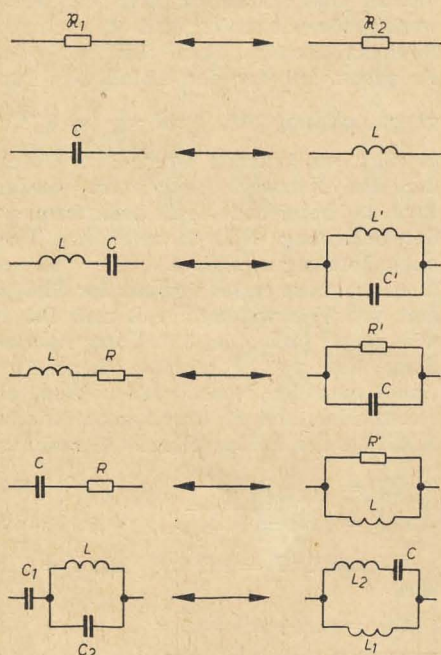 ℜ₁ ℜ₂
C L
L C L'
C'
L R R'
C
C R R'
L
C₁ L L₂ C
C₂ L₁